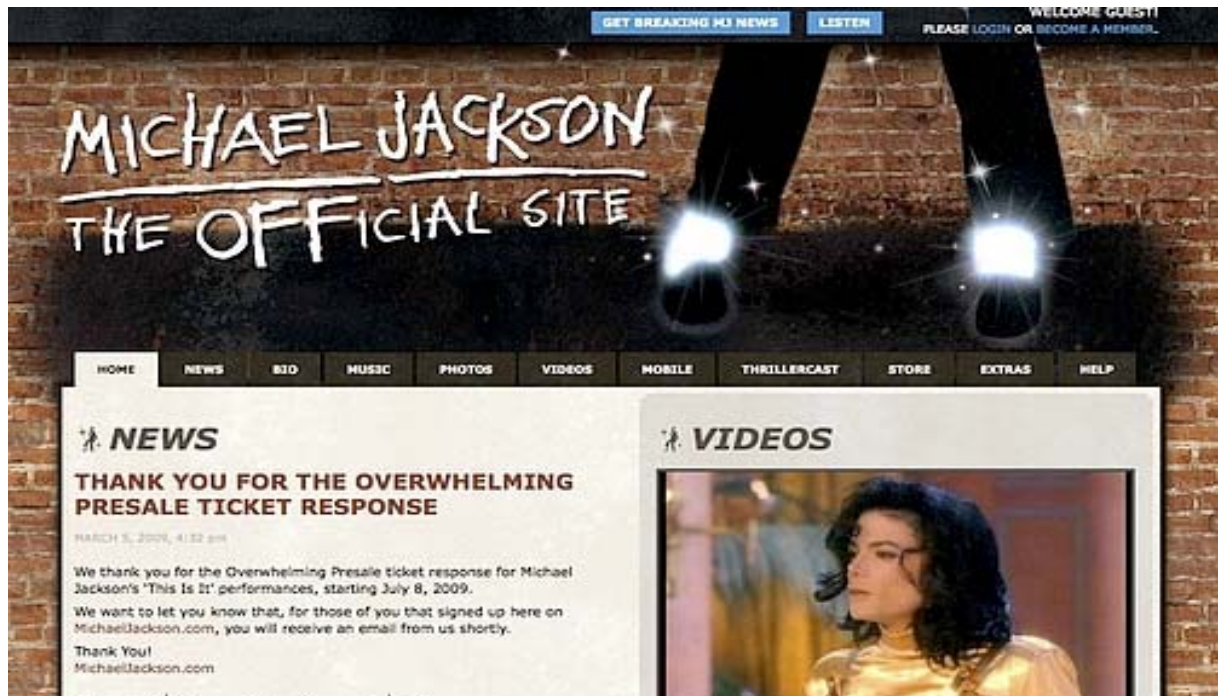 GET BREAKING MJ NEWS
LISTEN
WELCOME GUEST!
PLEASE LOGIN OR BECOME A MEMBER.
MICHAEL JACKSON
THE OFFICIAL SITE
HOME
NEWS
BIO
MUSIC
PHOTOS
VIDEOS
MOBILE
THRILLERCAST
STORE
EXTRAS
HELP
NEWS
THANK YOU FOR THE OVERWHELMING
PRESALE TICKET RESPONSE
MARCH 5, 2009, 4:32 pm
We thank you for the Overwhelming Presale ticket response for Michael
Jackson's 'This Is It' performances, starting July 8, 2009.
We want to let you know that, for those of you that signed up here on
MichaelJackson.com, you will receive an email from us shortly.
Thank You!
MichaelJackson.com
VIDEOS